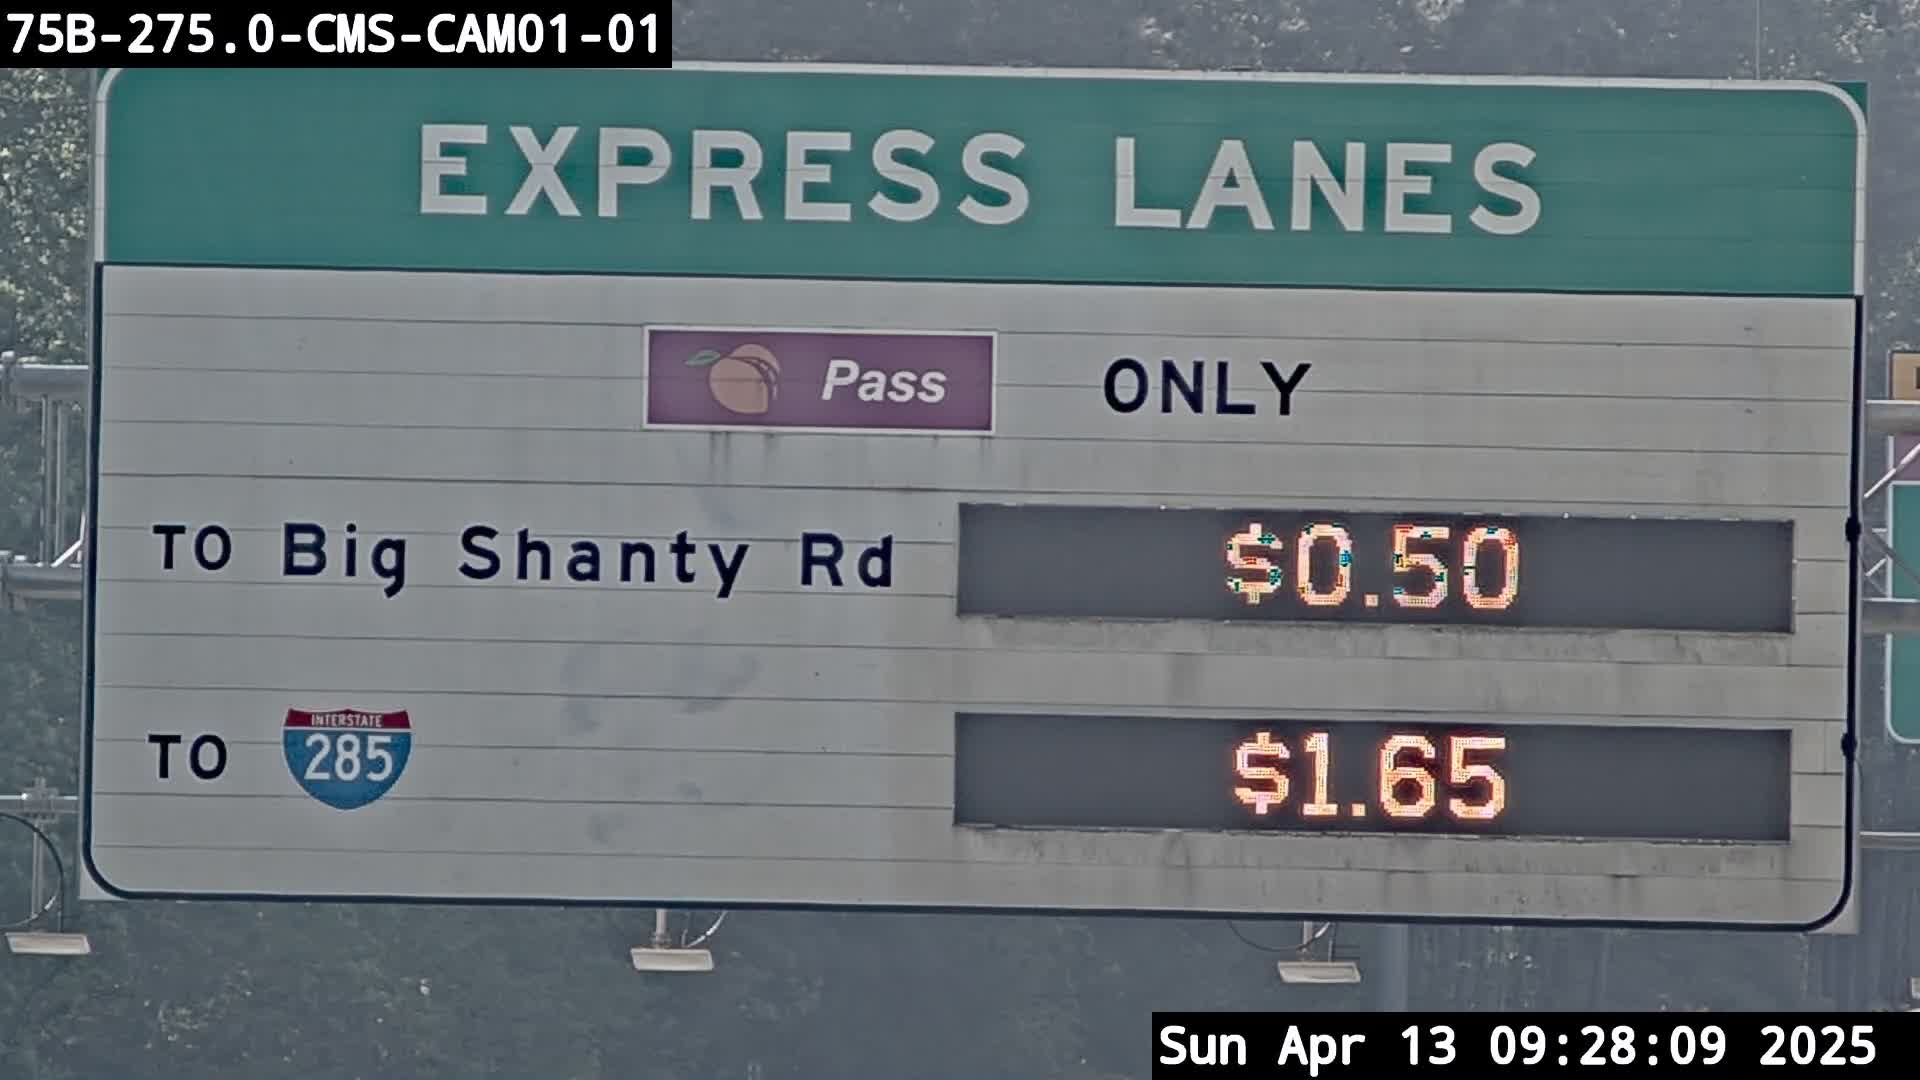 75B-275.0-CMS-CAM01-01
EXPRESS LANES
Pass ONLY
TO Big Shanty Rd $0.50
TO INTERSTATE 285 $1.65
Sun Apr 13 09:28:09 2025